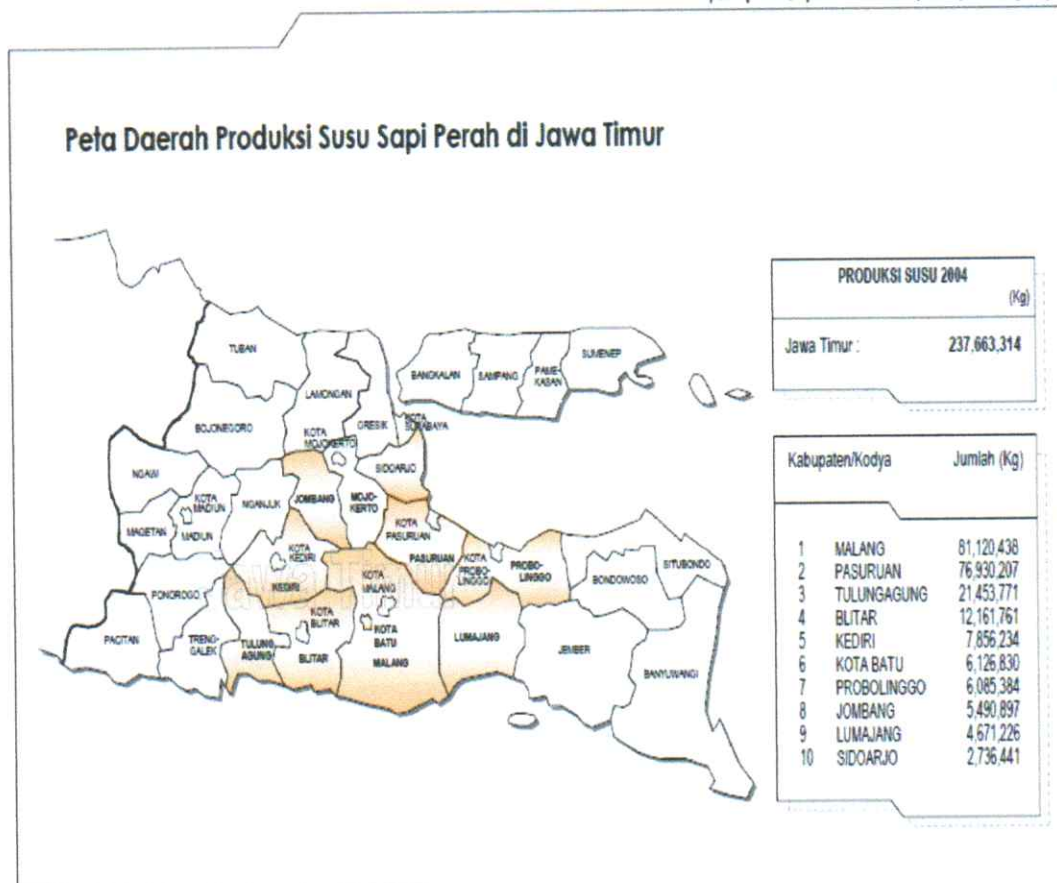 Peta Daerah Produksi Susu Sapi Perah di Jawa Timur
TUBAN
LAMONGAN
GRESIK
BANGKALAN
SAMPANG
PAME-
KASAN
SUMENEP
BOJONEGORO
KOTA
MOJOKERTO
KOTA
SURABAYA
NGAWI
SIDOARJO
KOTA
MADIUN
NGANJUK
JOMBANG
MOJO-
KERTO
MAGETAN
MADIUN
KOTA
PASURUAN
KOTA
KEDIRI
PASURUAN
KOTA
PROBO-
LINGGO
PROBO-
LINGGO
SITUBONDO
BONDOWOSO
KEDIRI
KOTA
MALANG
PONOROGO
KOTA
BLITAR
PACITAN
TRENG-
GALEK
TULUNG
AGUNG
BLITAR
KOTA
BATU
MALANG
LUMAJANG
JEMBER
BANYUWANGI
PRODUKSI SUSU 2004
(Kg)
Jawa Timur : 237,663,314
Kabupaten/Kodya Jumlah (Kg)
1 MALANG 81,120,438
2 PASURUAN 76,930,207
3 TULUNGAGUNG 21,453,771
4 BLITAR 12,161,761
5 KEDIRI 7,856,234
6 KOTA BATU 6,126,830
7 PROBOLINGGO 6,085,384
8 JOMBANG 5,490,897
9 LUMAJANG 4,671,226
10 SIDOARJO 2,736,441